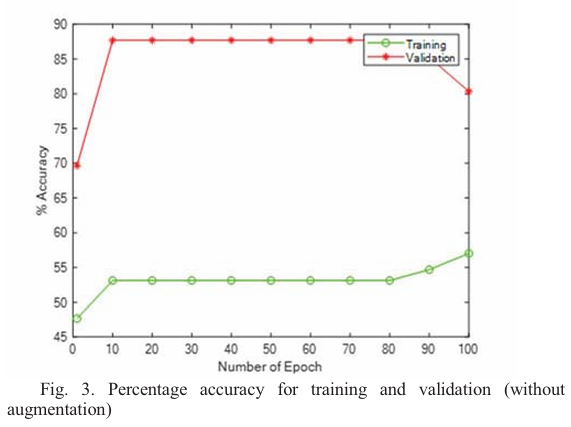 90
85
80
75
70
65
60
55
50
45
% Accuracy
Training
Validation
0 10 20 30 40 50 60 70 80 90 100
Number of Epoch
Fig. 3. Percentage accuracy for training and validation (without
augmentation)